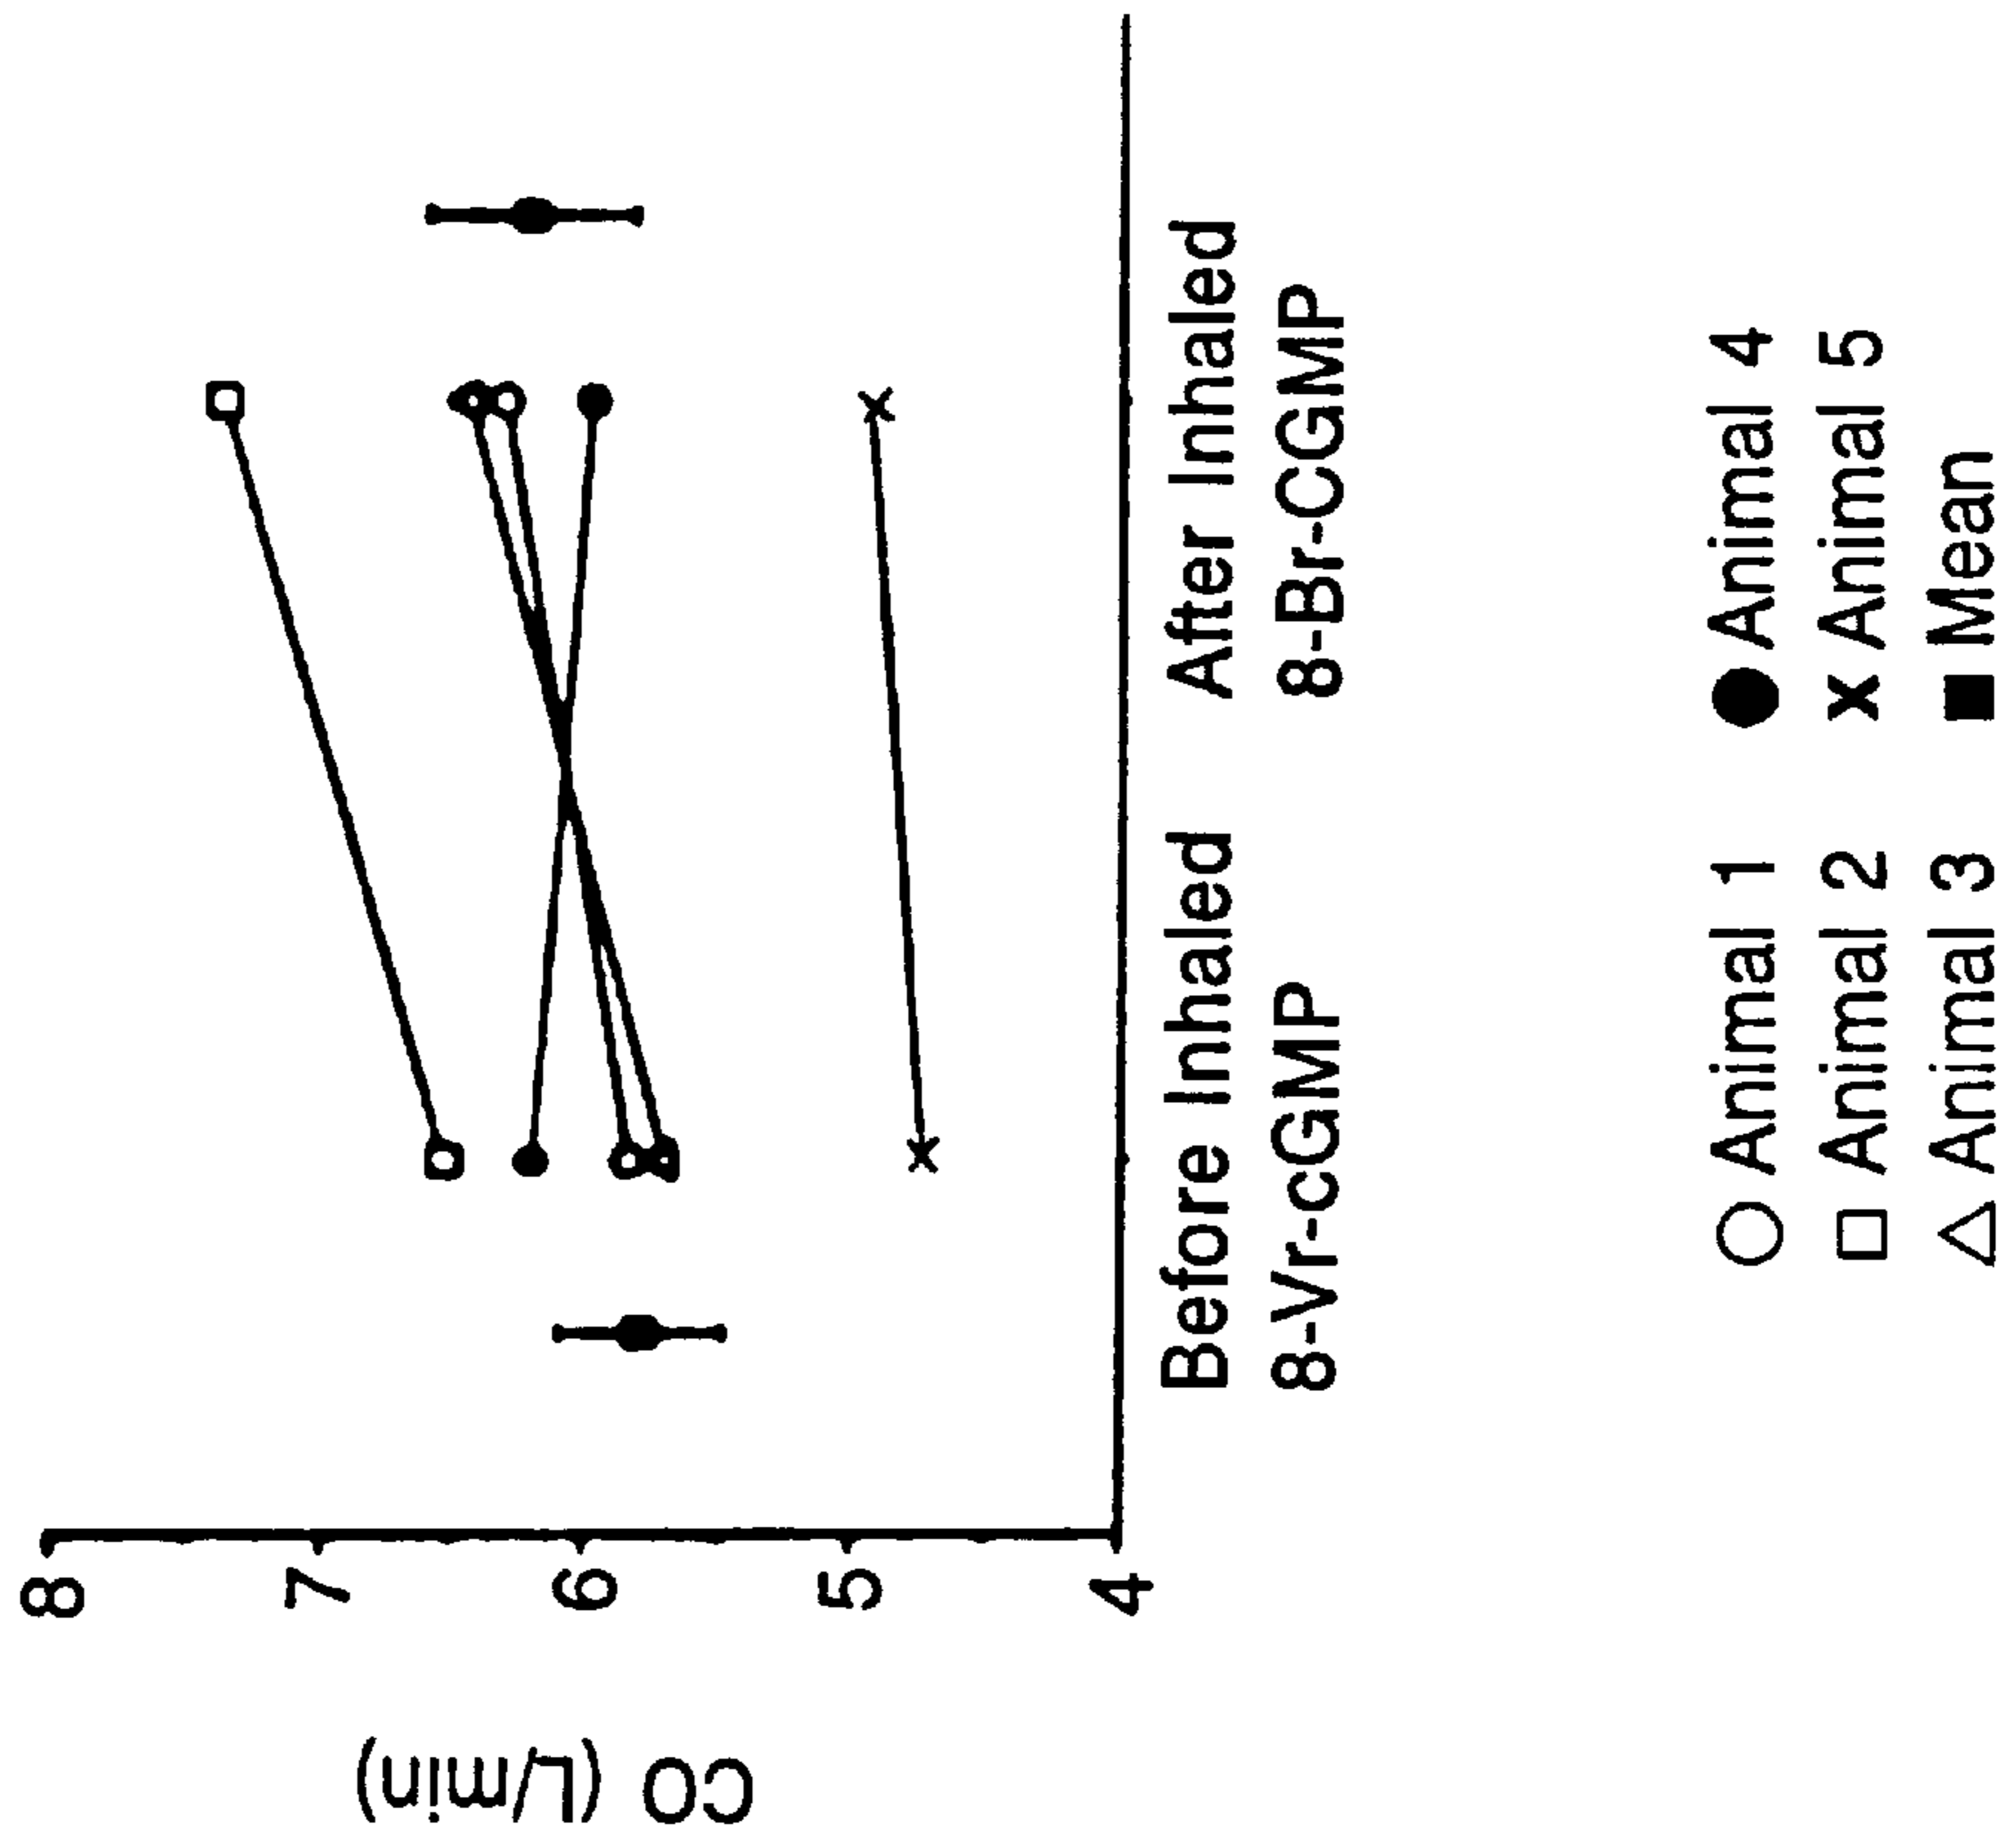 CO (L/min)
8
7
6
5
4
Before Inhaled
8-Vr-cGMP
After Inhaled
8-Br-CGMP
Animal 1
Animal 2
Animal 3
Animal 4
x Animal 5
Mean